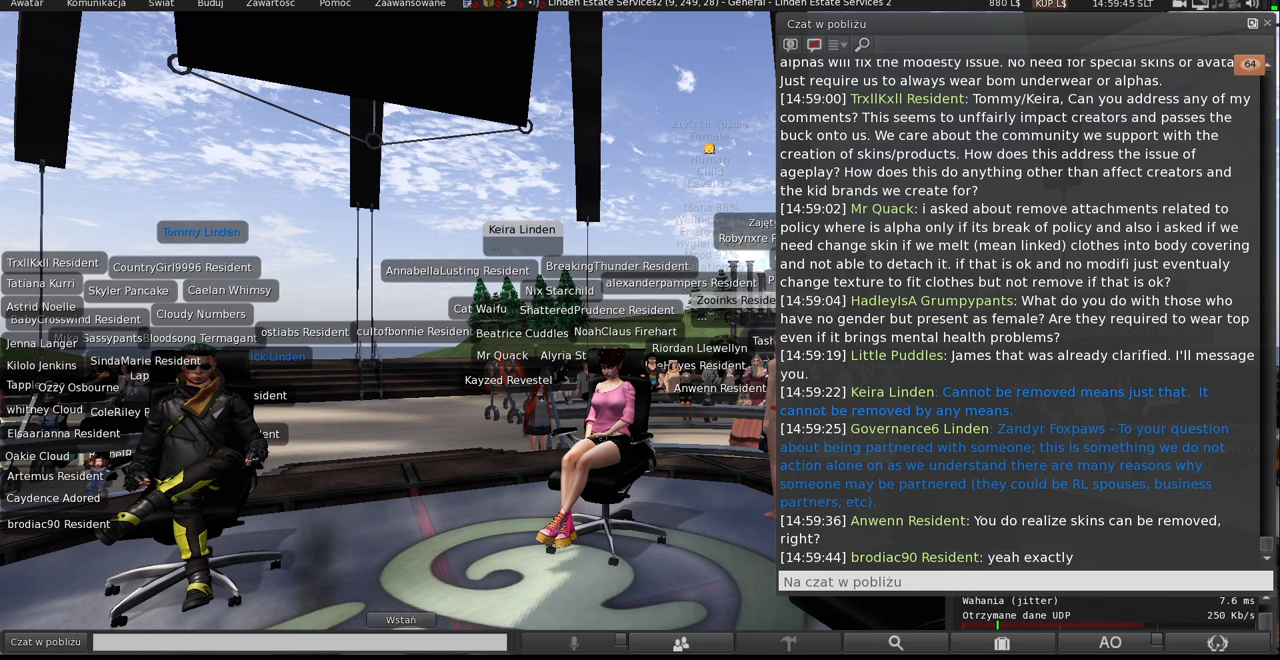 Awatar Komunikacja Świat Buduj Zawartość Pomoc Zaawansowane
Linden Estate Services2 (9, 249, 28) - General - Linden Estate Services 2
880 L$ KUP L$ 14:59:45 SLT
Czat w pobliżu
64
alphas will fix the modesty issue. No need for special skins or
Just require us to always wear bom underwear or alphas.
[14:59:00] TrxllKxll Resident: Tommy/Keira, Can you address any of my
comments? This seems to unffairly impact creators and passes the
buck onto us. We care about the community we support with the
creation of skins/products. How does this address the issue of
ageplay? How does this do anything other than affect creators and
the kid brands we create for?
[14:59:02] Mr Quack: i asked about remove attachments related to
policy where is alpha only if its break of policy and also i asked if we
need change skin if we melt (mean linked) clothes into body covering
and not able to detach it. if that is ok and no modifi just eventualy
change texture to fit clothes but not remove if that is ok?
[14:59:04] HadleyIsA Grumpypants: What do you do with those who
have no gender but present as female? Are they required to wear top
even if it brings mental health problems?
[14:59:19] Little Puddles: James that was already clarified. I'll message
you.
[14:59:22] Keira Linden: Cannot be removed means just that. It
cannot be removed by any means.
[14:59:25] Governance6 Linden: Zandyr Foxpaws - To your question
about being partnered with someone; this is something we do not
action alone on as we understand there are many reasons why
someone may be partnered (they could be RL spouses, business
partners, etc).
[14:59:36] Anwenn Resident: You do realize skins can be removed,
right?
[14:59:44] brodiac90 Resident: yeah exactly
Na czat w pobliżu
Wahania (jitter) 7.6 ms
Otrzymane dane UDP 250 Kb/s
Female
Human
Child
Tommy Linden
Keira Linden
...
TrxllKxll Resident
CountryGirl9996 Resident
AnnabellaLusting Resident
BreakingThunder Resident
Robynxre
Tatiana Kurri
Skyler Pancake
Caelan Whimsy
Nix Starchild
alexanderpampers Resident
Zooinks Reside
...
Astrid Noelle
BabyCrosswind Resident
Cloudy Numbers
Cat Waifu
ShatteredPrudence Resident
Jenna Langer
Sassypants
Bloodsong Termagant
ostiabs Resident
cultofbonnie Resident
Beatrice Cuddles
NoahClaus Firehart
Kilolo Jenkins
SindaMarie Resident
ick Linden
Mr Quack
Alyria St
Riordan Llewellyn
Tapple
Ozzy Osbourne
Lap
sident
Kayzed Revestel
Anwenn Resident
whitney Cloud
ColeRiley P
Elsaarianna Resident
Oakie Cloud
Artemus Resident
Caydence Adored
brodiac90 Resident
Wstań
Czat w pobliżu
AO